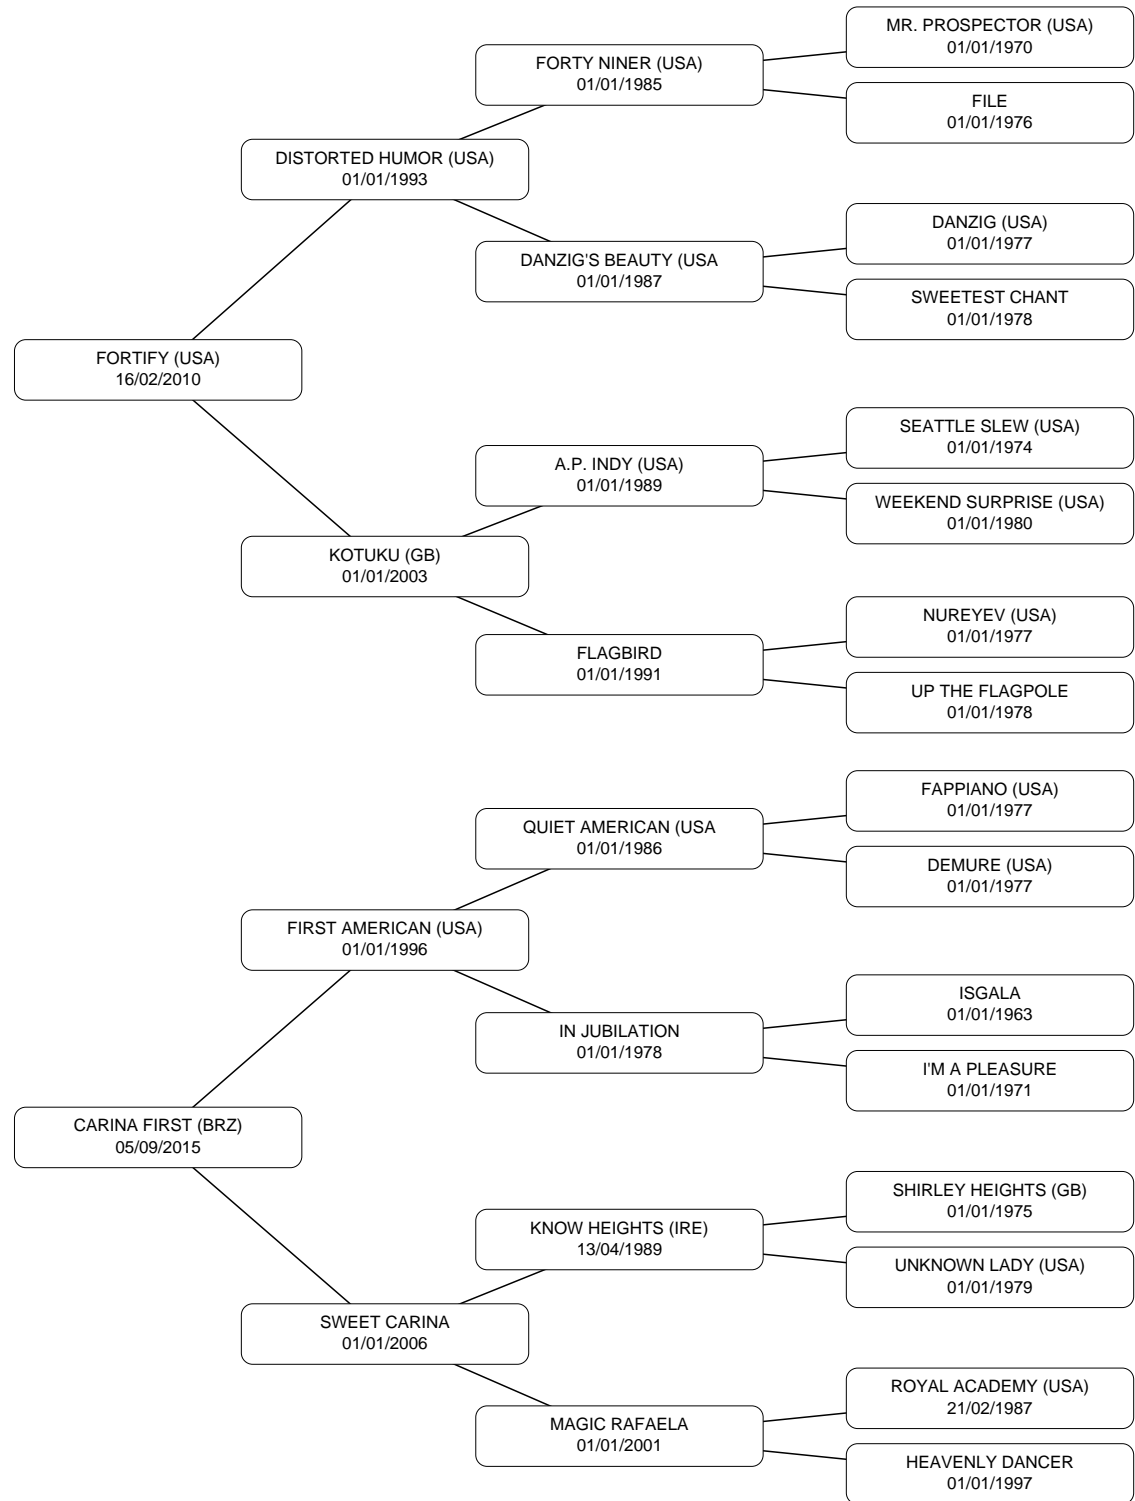 MR. PROSPECTOR (USA)
01/01/1970
FORTY NINER (USA)
01/01/1985
FILE
01/01/1976
DISTORTED HUMOR (USA)
01/01/1993
DANZIG (USA)
01/01/1977
DANZIG'S BEAUTY (USA
01/01/1987
SWEETEST CHANT
01/01/1978
FORTIFY (USA)
16/02/2010
SEATTLE SLEW (USA)
01/01/1974
A.P. INDY (USA)
01/01/1989
WEEKEND SURPRISE (USA)
01/01/1980
KOTUKU (GB)
01/01/2003
NUREYEV (USA)
01/01/1977
FLAGBIRD
01/01/1991
UP THE FLAGPOLE
01/01/1978
FAPPIANO (USA)
01/01/1977
QUIET AMERICAN (USA
01/01/1986
DEMURE (USA)
01/01/1977
FIRST AMERICAN (USA)
01/01/1996
ISGALA
01/01/1963
IN JUBILATION
01/01/1978
I'M A PLEASURE
01/01/1971
CARINA FIRST (BRZ)
05/09/2015
SHIRLEY HEIGHTS (GB)
01/01/1975
KNOW HEIGHTS (IRE)
13/04/1989
UNKNOWN LADY (USA)
01/01/1979
SWEET CARINA
01/01/2006
ROYAL ACADEMY (USA)
21/02/1987
MAGIC RAFAELA
01/01/2001
HEAVENLY DANCER
01/01/1997